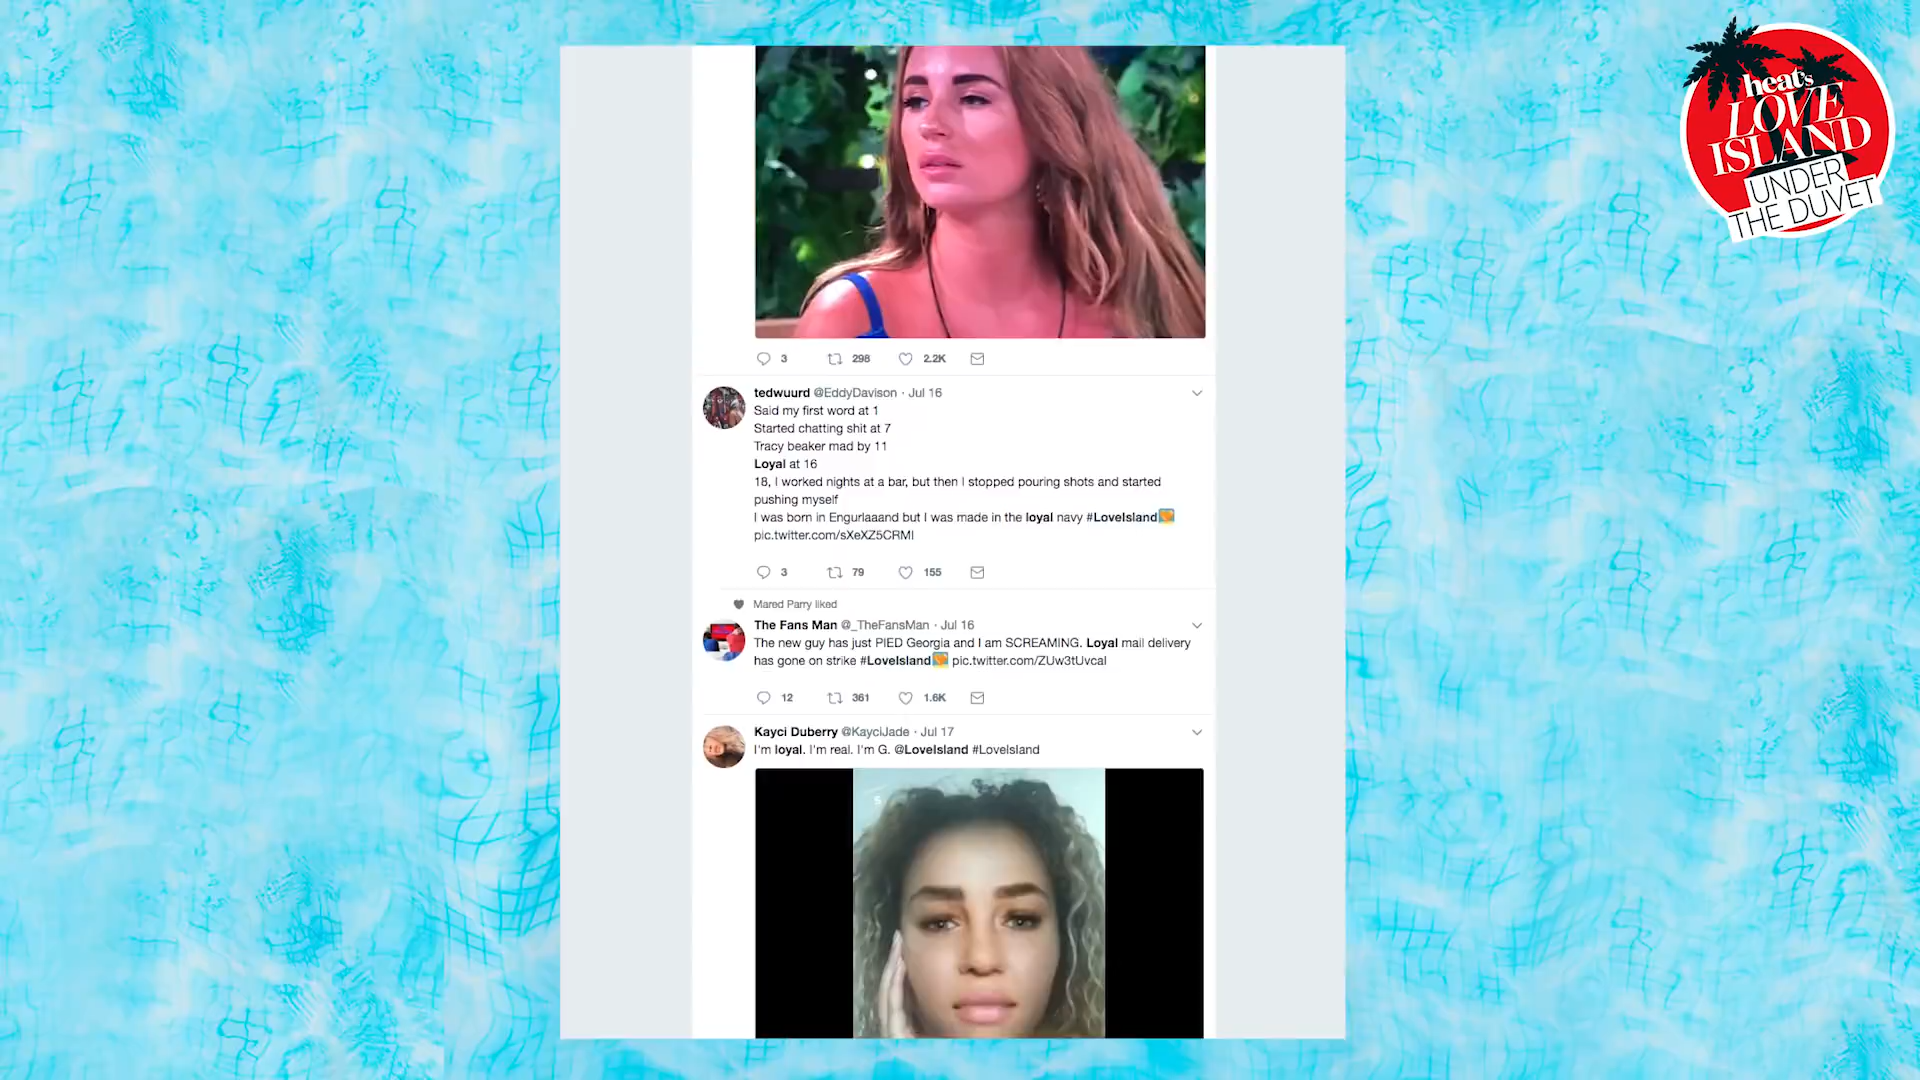 heat's
LOVE
ISLAND
UNDER
THE DUVET
3 298 2.2K
tedwuurd @EddyDavison · Jul 16
Said my first word at 1
Started chatting shit at 7
Tracy beaker mad by 11
Loyal at 16
18, I worked nights at a bar, but then I stopped pouring shots and started
pushing myself
I was born in Engurlaaand but I was made in the loyal navy #LoveIsland
pic.twitter.com/sXeXZ5CRMI
3 79 155
Mared Parry liked
The Fans Man @_TheFansMan · Jul 16
The new guy has just PIED Georgia and I am SCREAMING. Loyal mail delivery
has gone on strike #LoveIsland pic.twitter.com/ZUw3tUvcaI
12 361 1.6K
Kayci Duberry @KayciJade · Jul 17
I'm loyal. I'm real. I'm G. @LoveIsland #LoveIsland